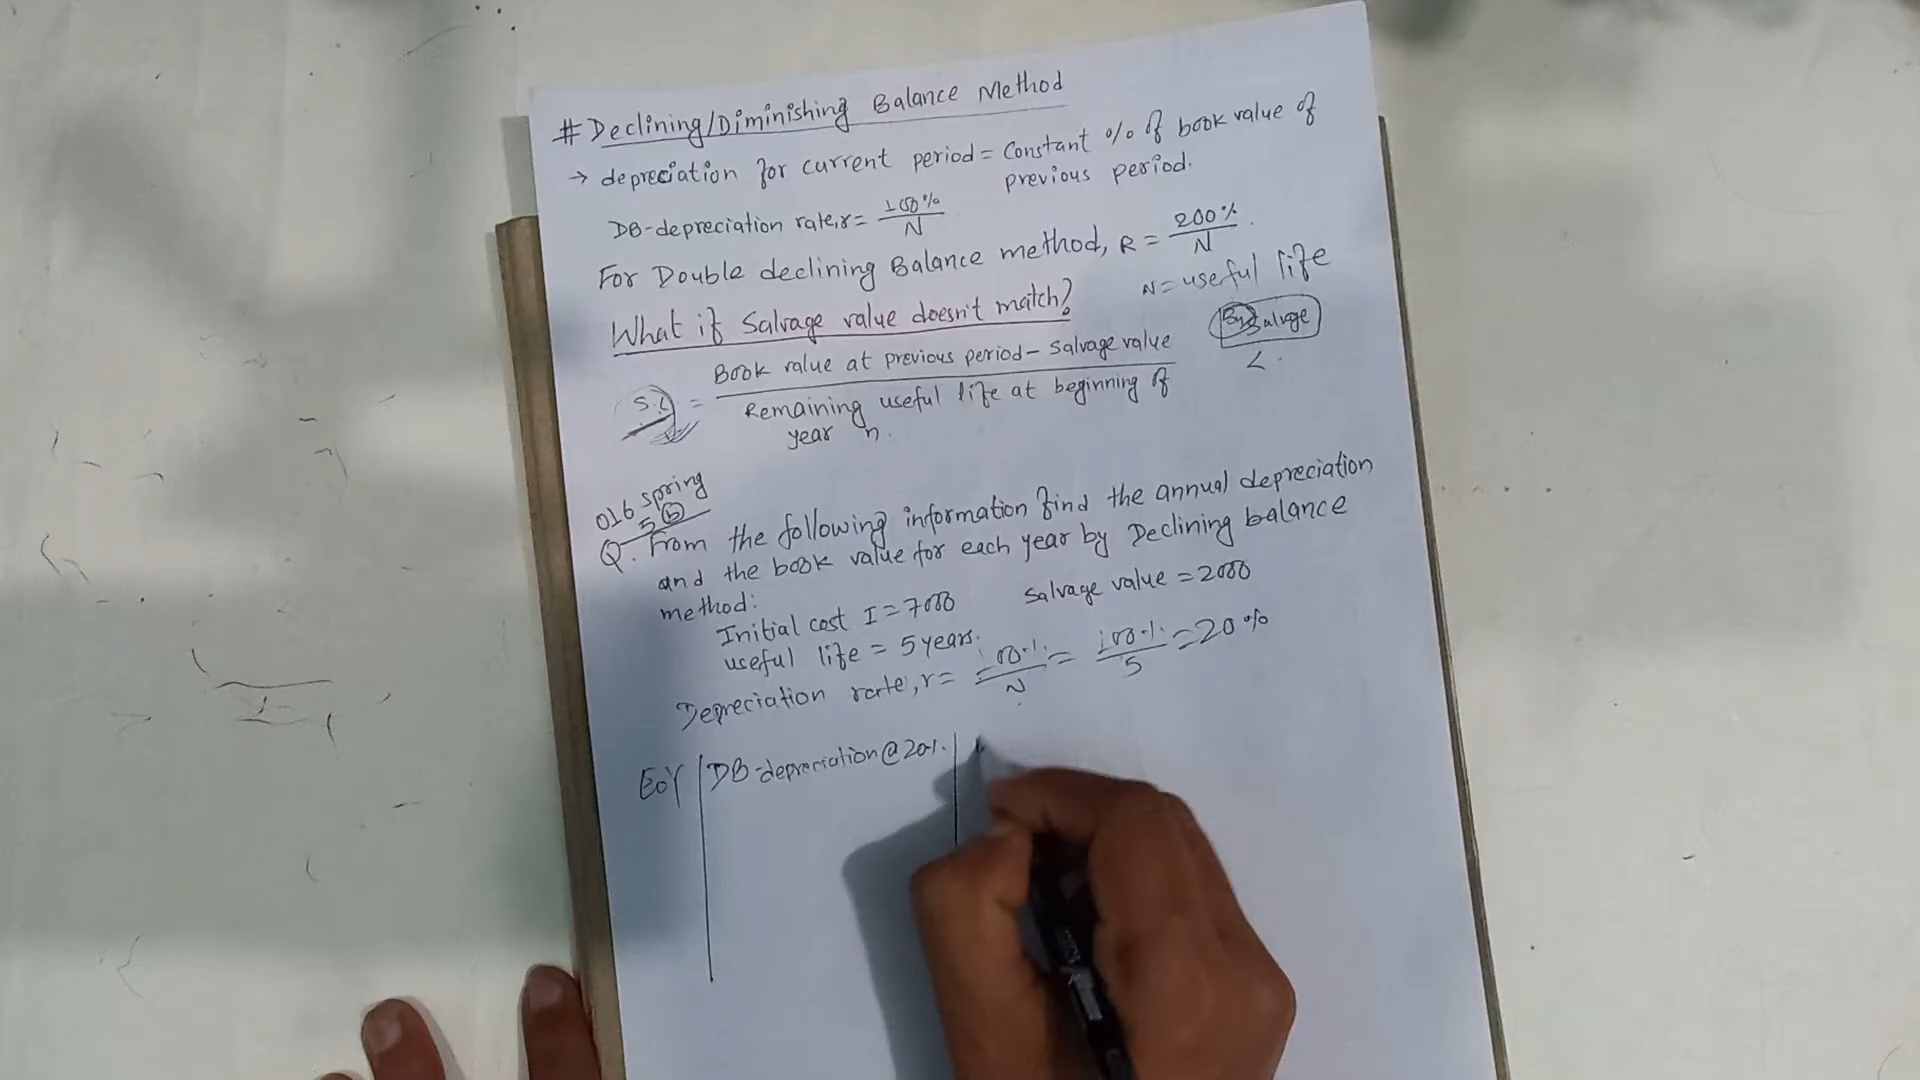 # Declining/Diminishing Balance Method
→ depreciation for current period = Constant % of book value of
previous period.
DB-depreciation rate,r = 100% / N
For Double declining Balance method, R = 200% / N .
N = useful life
What if Salvage value doesn't match?
S.L = Book value at previous period - Salvage value
Remaining useful life at beginning of
year n.
<
016 spring
5 (b)
Q. From the following information find the annual depreciation
and the book value for each year by Declining balance
method:
Initial cost I = 7000 Salvage value = 2000
useful life = 5 years.
Depreciation rate, r = 100% / N = 100% / 5 = 20%
EOY | DB-depreciation@20%. |